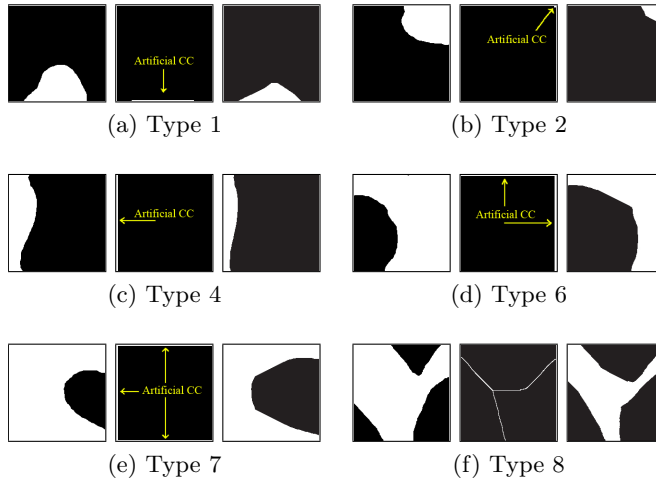 Artificial CC
Artificial CC
(a) Type 1
(b) Type 2
Artificial CC
Artificial CC
(c) Type 4
(d) Type 6
Artificial CC
(e) Type 7
(f) Type 8